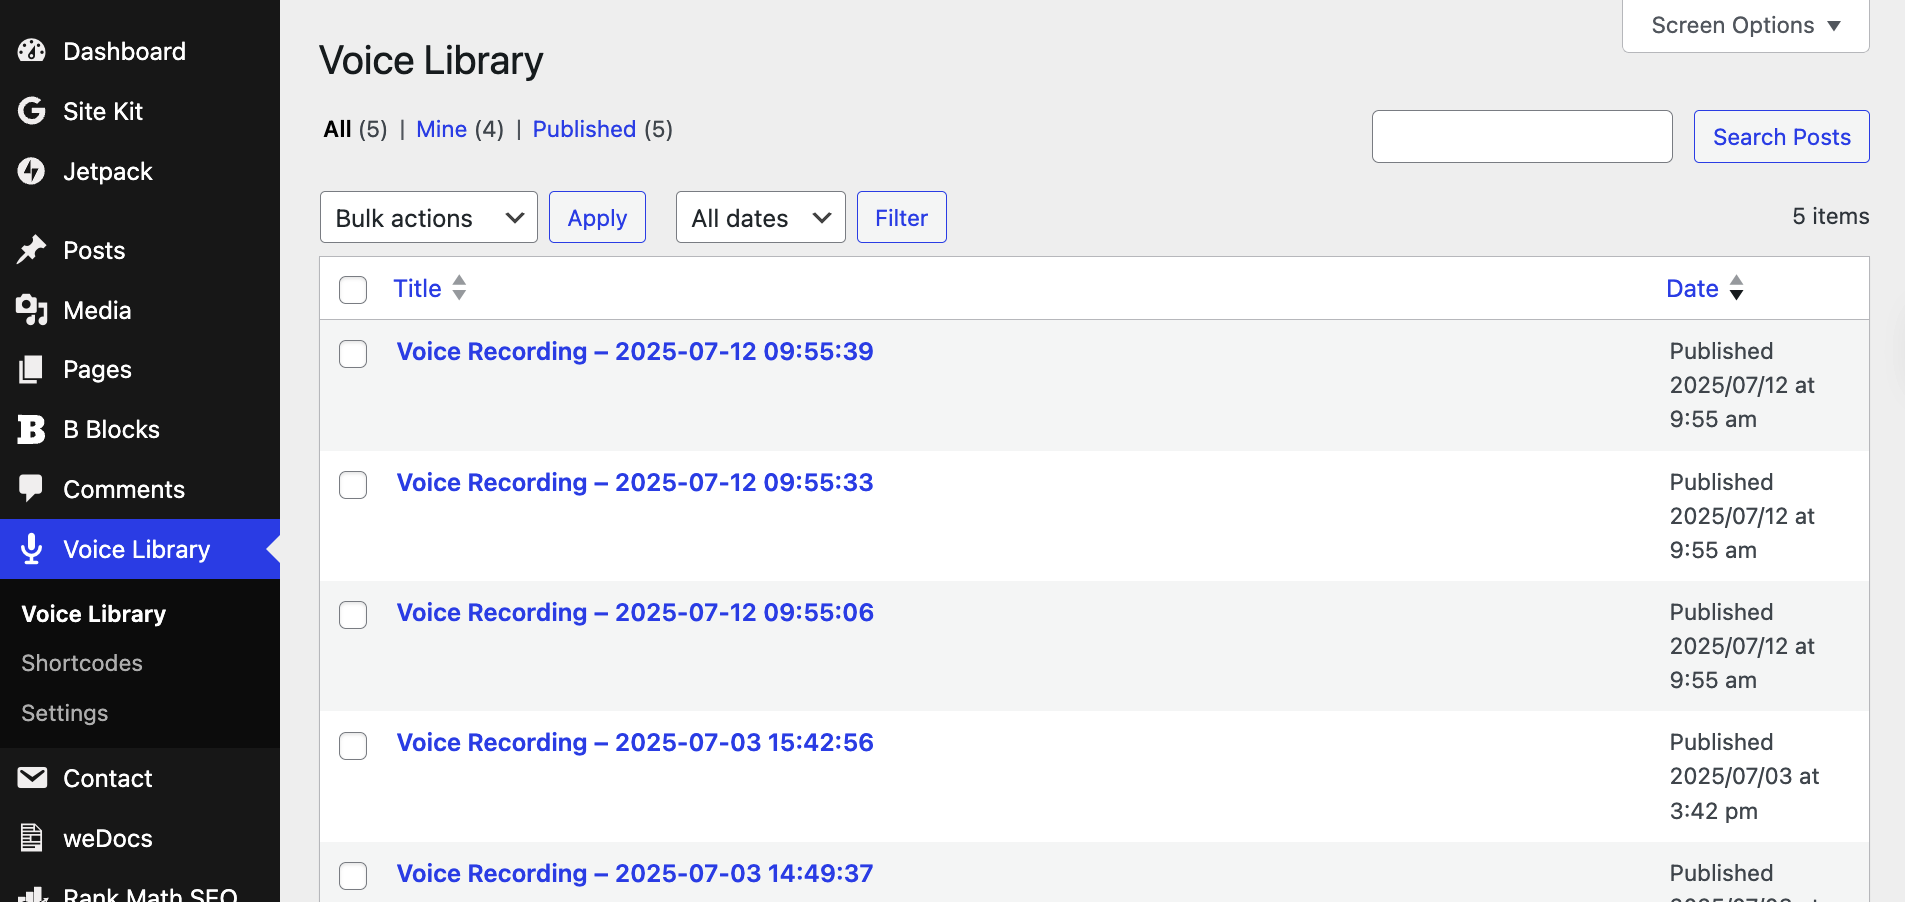 Dashboard
Site Kit
Jetpack
Posts
Media
Pages
B Blocks
Comments
Voice Library
Voice Library
Shortcodes
Settings
Contact
weDocs
Rank Math SEO
Screen Options ▼
Voice Library
All (5) | Mine (4) | Published (5)
Search Posts
Bulk actions
Apply
All dates
Filter
5 items
Title
Date
Voice Recording – 2025-07-12 09:55:39
Published
2025/07/12 at
9:55 am
Voice Recording – 2025-07-12 09:55:33
Published
2025/07/12 at
9:55 am
Voice Recording – 2025-07-12 09:55:06
Published
2025/07/12 at
9:55 am
Voice Recording – 2025-07-03 15:42:56
Published
2025/07/03 at
3:42 pm
Voice Recording – 2025-07-03 14:49:37
Published